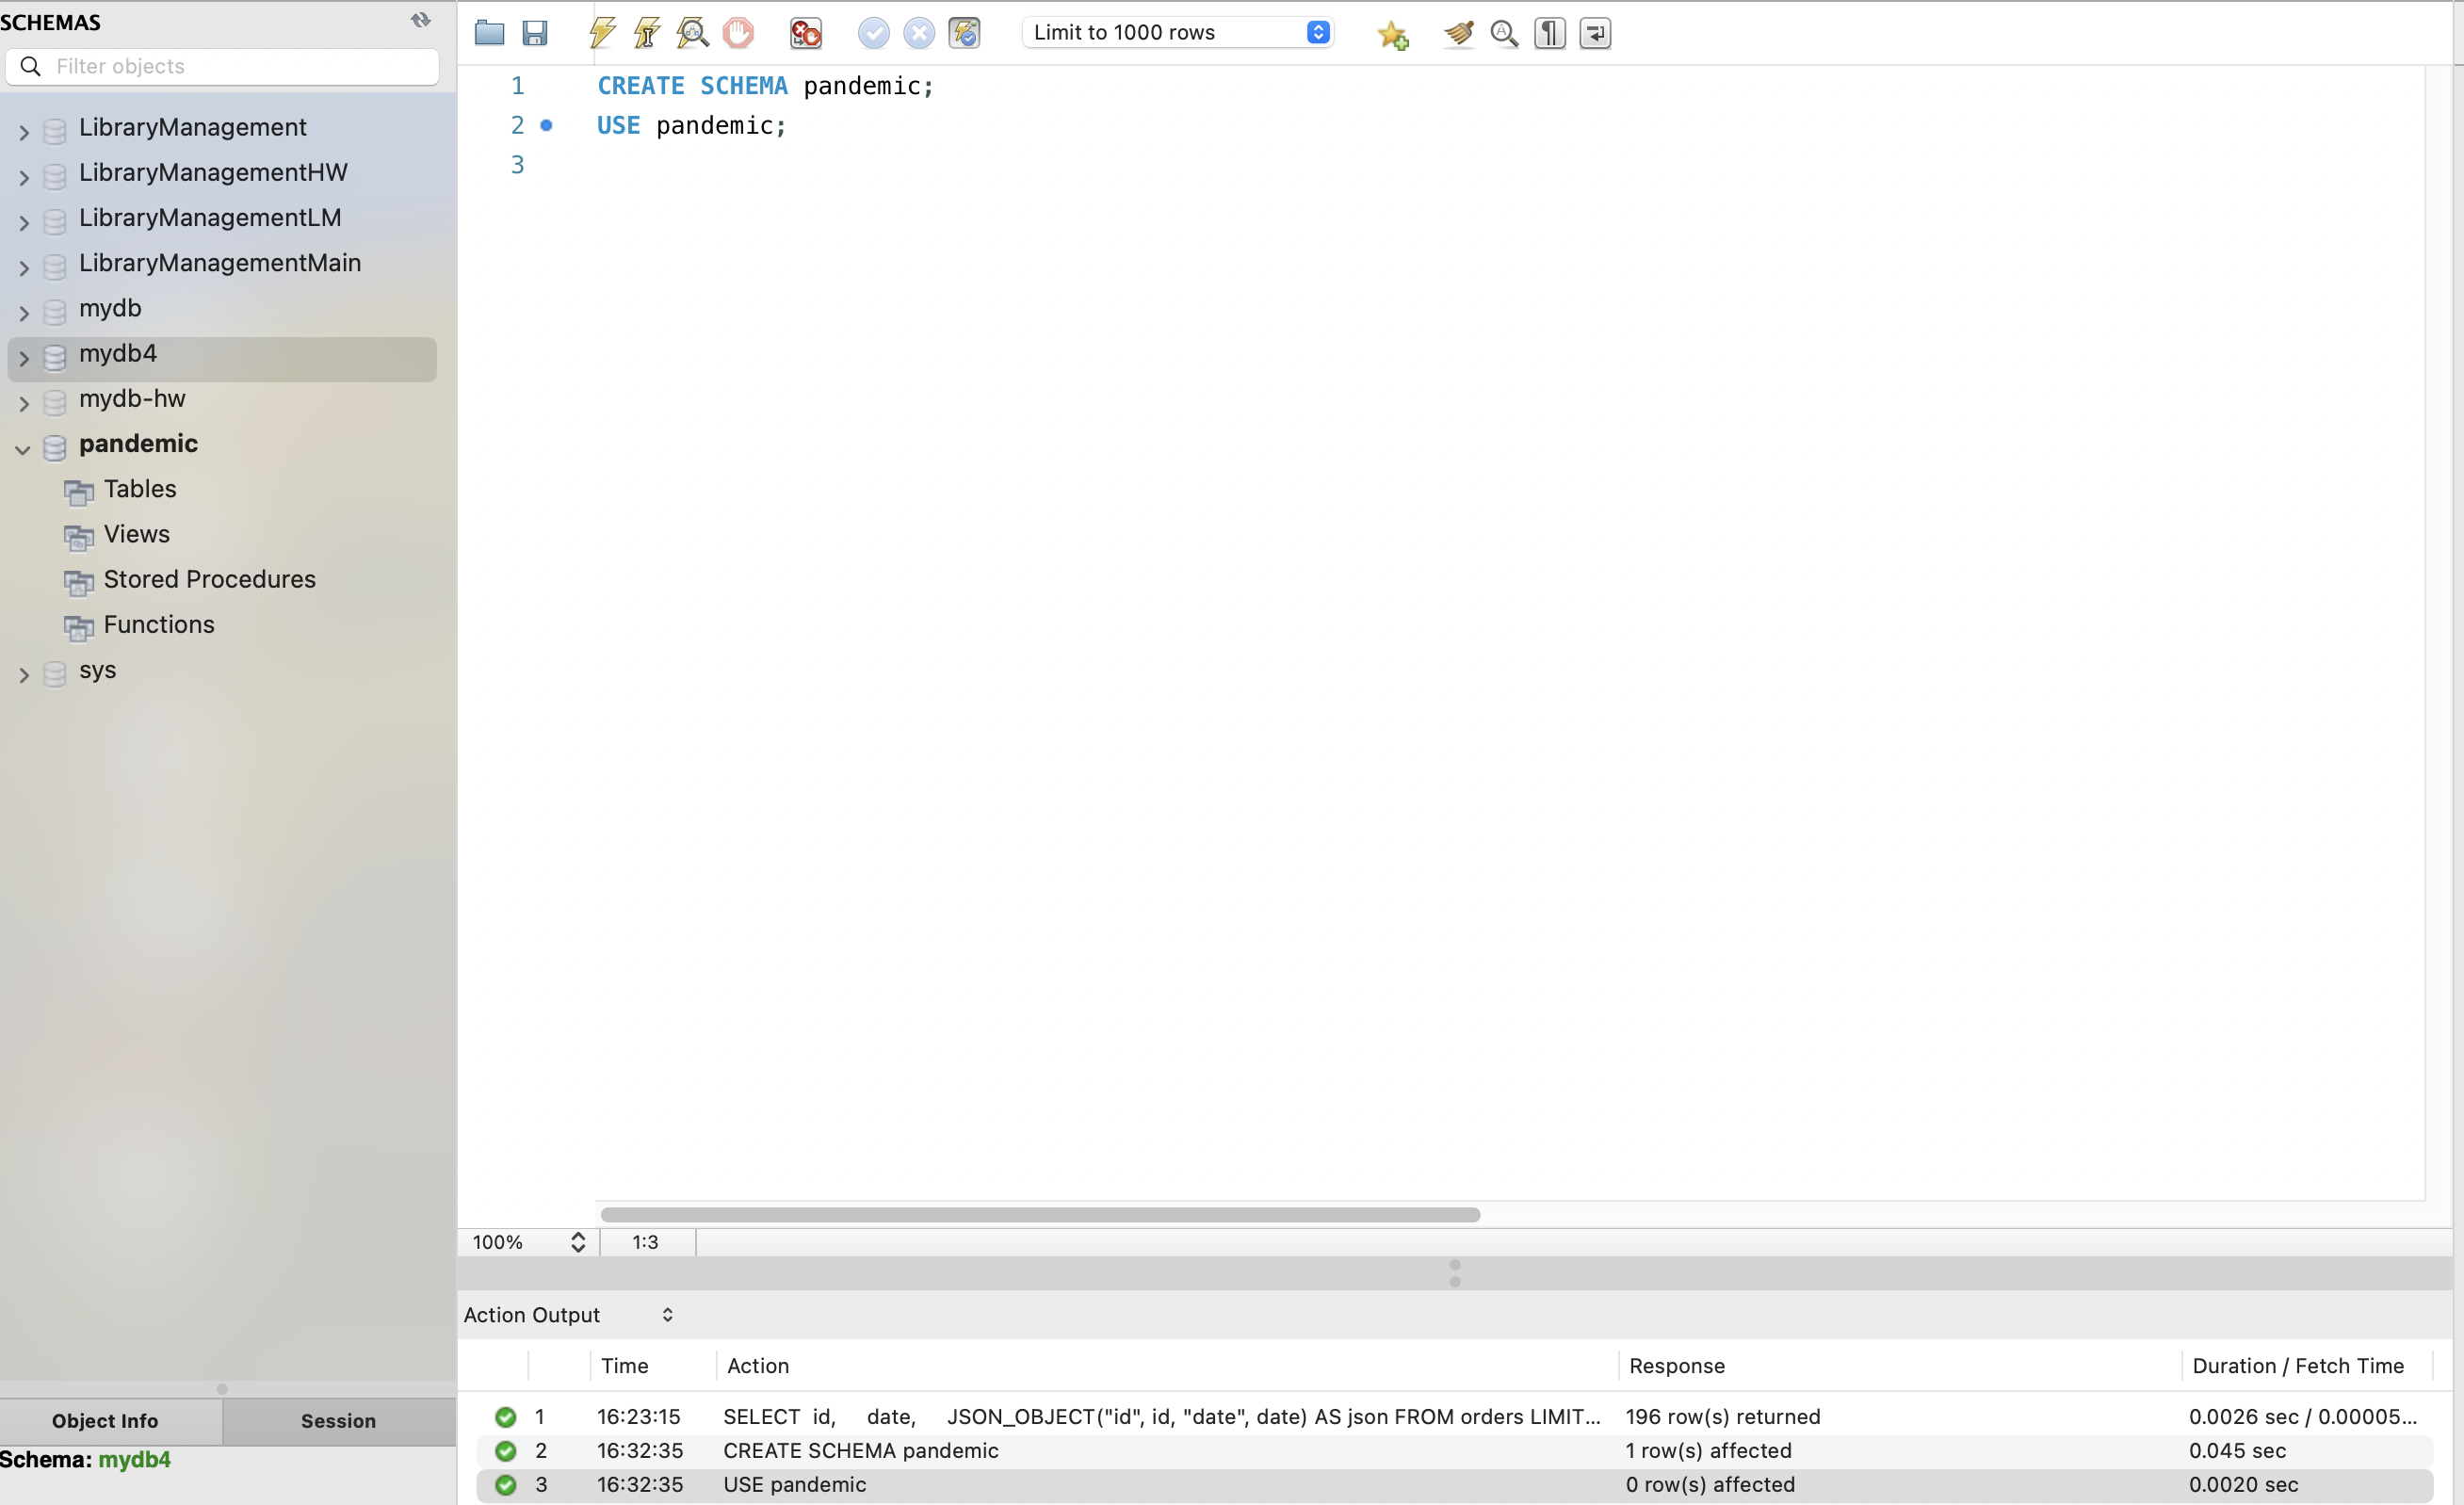 SCHEMAS
Filter objects
LibraryManagement
LibraryManagementHW
LibraryManagementLM
LibraryManagementMain
mydb
mydb4
mydb-hw
pandemic
Tables
Views
Stored Procedures
Functions
sys
Object Info Session
Schema: mydb4
Limit to 1000 rows
1 CREATE SCHEMA pandemic;
2 USE pandemic;
3
100% 1:3
Action Output
Time Action Response Duration / Fetch Time
1 16:23:15 SELECT id, date, JSON_OBJECT("id", id, "date", date) AS json FROM orders LIMIT... 196 row(s) returned 0.0026 sec / 0.00005...
2 16:32:35 CREATE SCHEMA pandemic 1 row(s) affected 0.045 sec
3 16:32:35 USE pandemic 0 row(s) affected 0.0020 sec